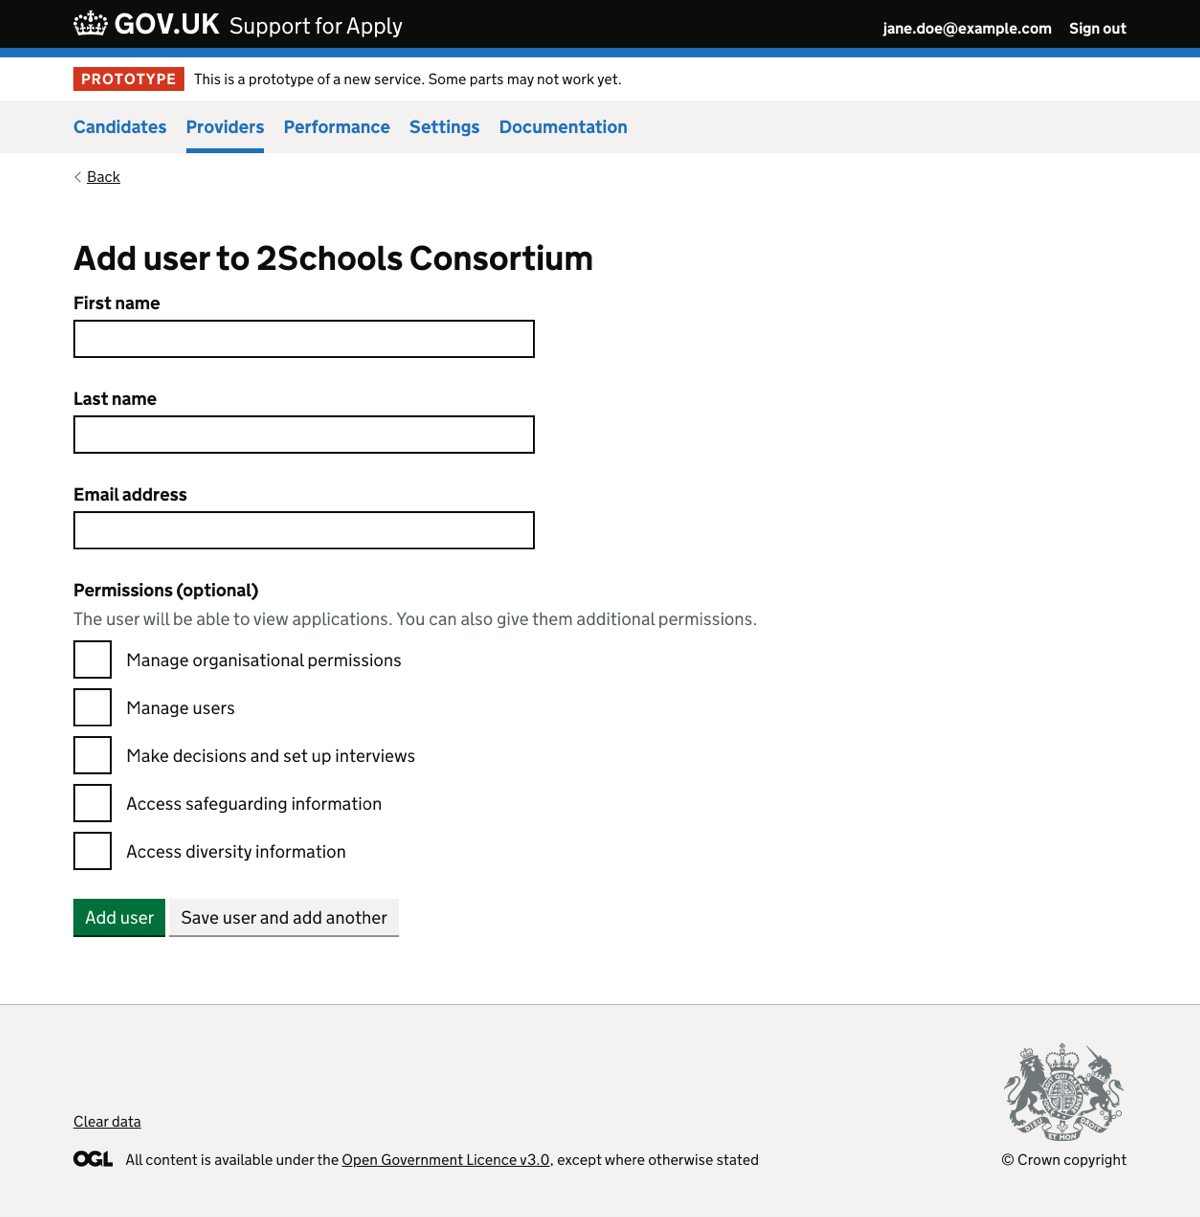 GOV.UK Support for Apply
jane.doe@example.com Sign out
PROTOTYPE This is a prototype of a new service. Some parts may not work yet.
Candidates Providers Performance Settings Documentation
Back
Add user to 2Schools Consortium
First name
Last name
Email address
Permissions (optional)
The user will be able to view applications. You can also give them additional permissions.
Manage organisational permissions
Manage users
Make decisions and set up interviews
Access safeguarding information
Access diversity information
Add user Save user and add another
Clear data
OGL All content is available under the Open Government Licence v3.0, except where otherwise stated
DIEU ET MON DROIT
© Crown copyright